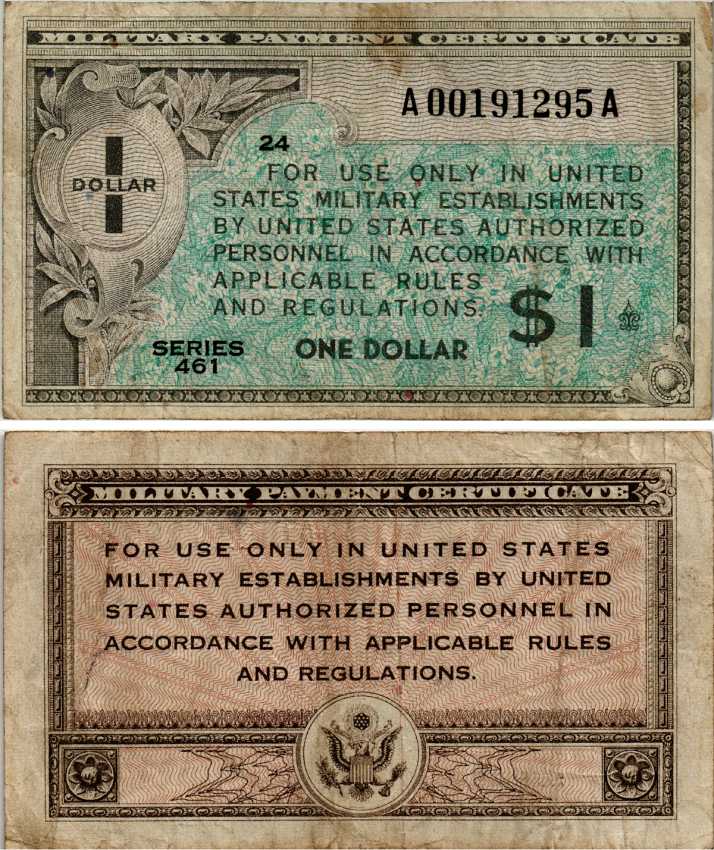 MILITARY PAYMENT CERTIFICATE
A00191295A
24
1
DOLLAR
FOR USE ONLY IN UNITED
STATES MILITARY ESTABLISHMENTS
BY UNITED STATES AUTHORIZED
PERSONNEL IN ACCORDANCE WITH
APPLICABLE RULES
AND REGULATIONS.
$1
SERIES
461
ONE DOLLAR
MILITARY PAYMENT CERTIFICATE
FOR USE ONLY IN UNITED STATES
MILITARY ESTABLISHMENTS BY UNITED
STATES AUTHORIZED PERSONNEL IN
ACCORDANCE WITH APPLICABLE RULES
AND REGULATIONS.